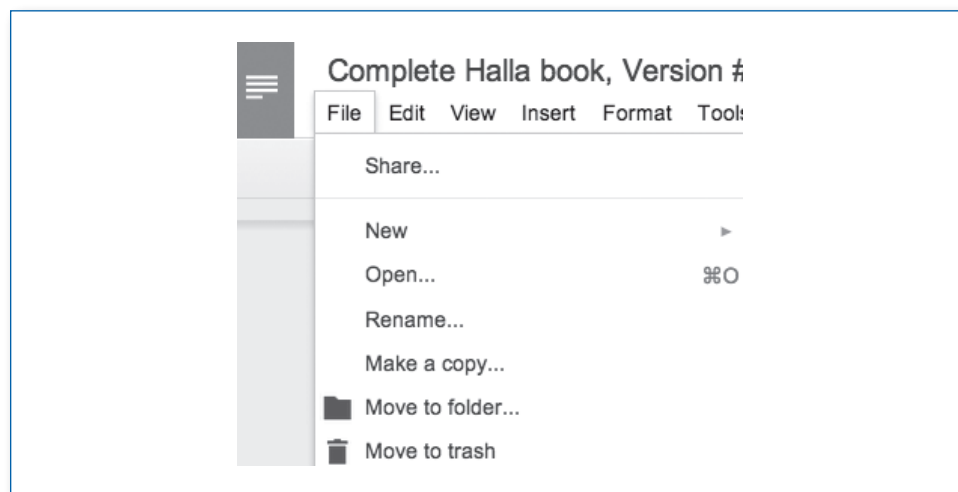 Complete Halla book, Version #
File Edit View Insert Format Tools
Share...
New ►
Open... ⌘O
Rename...
Make a copy...
Move to folder...
Move to trash